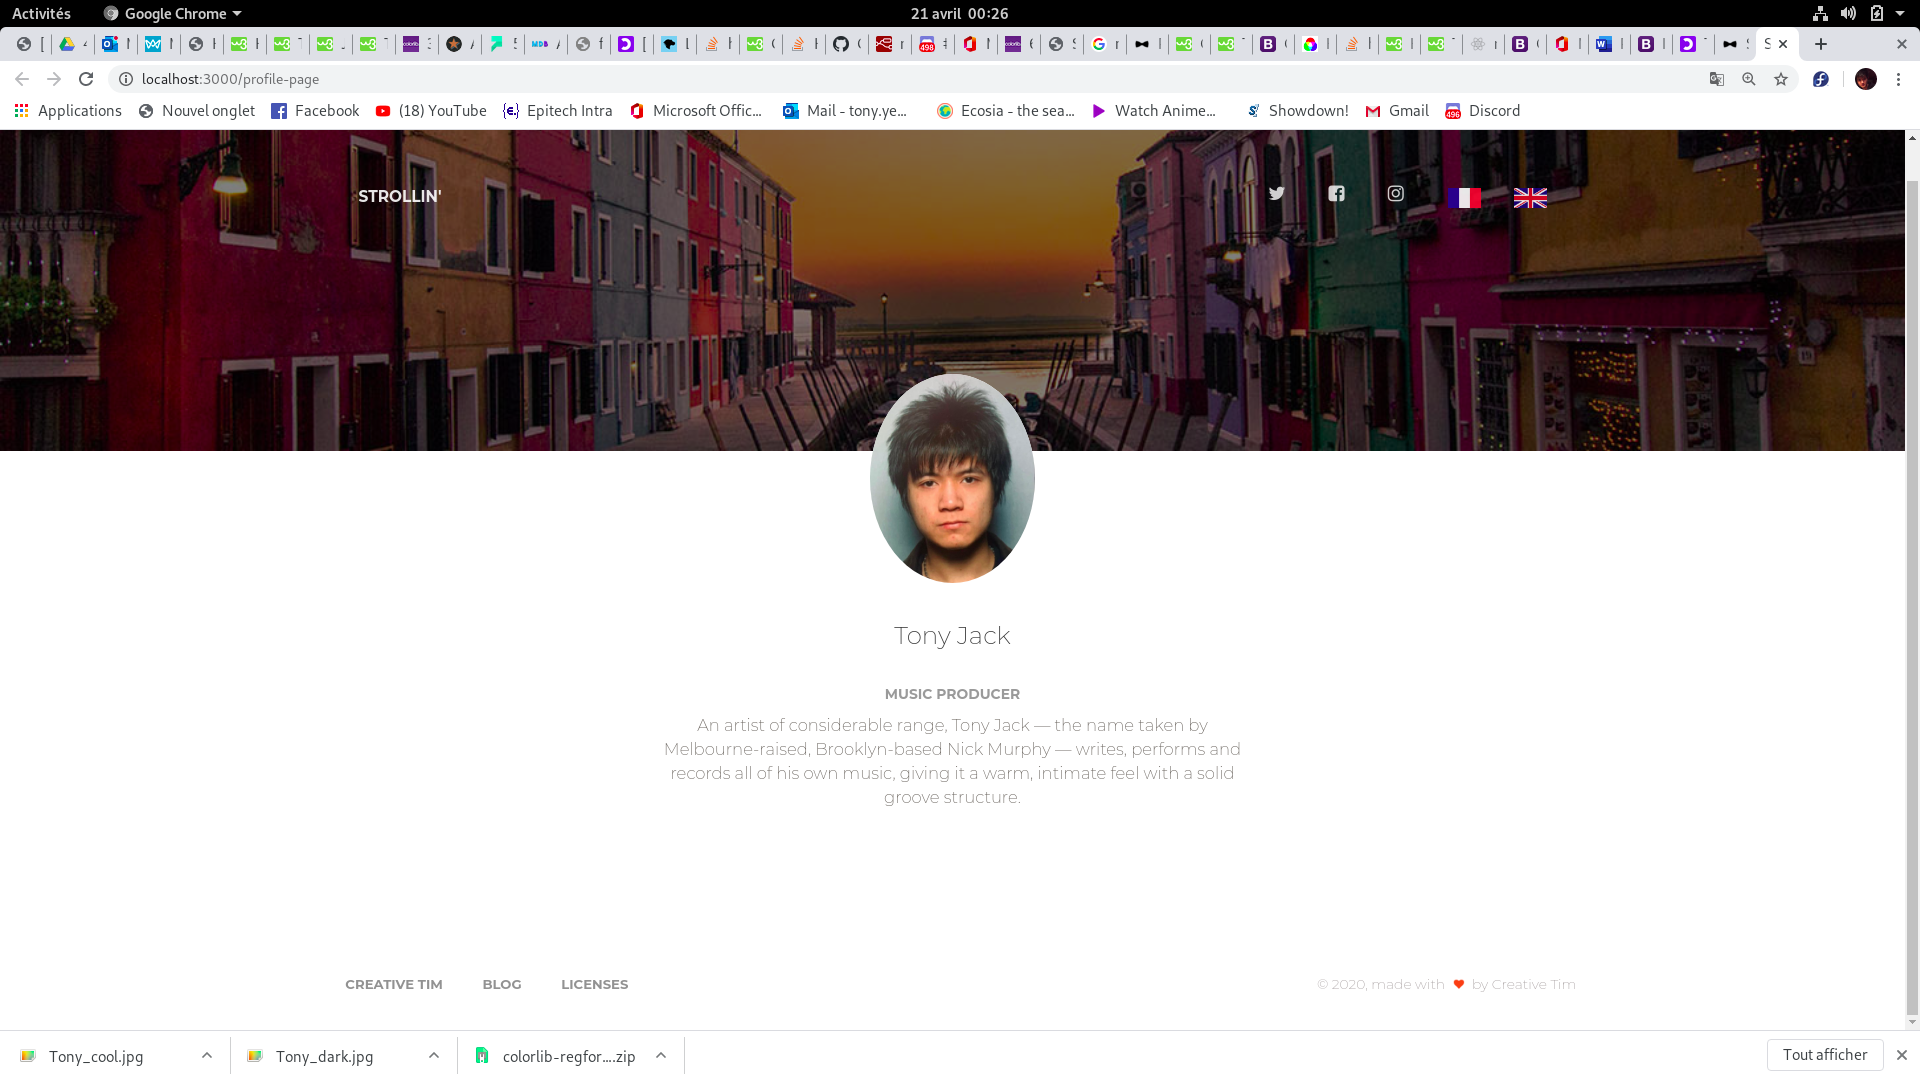 Activités
Google Chrome
21 avril 00:26
localhost:3000/profile-page
Applications
Nouvel onglet
Facebook
(18) YouTube
Epitech Intra
Microsoft Offic...
Mail - tony.ye...
Ecosia - the sea...
Watch Anime...
Showdown!
Gmail
Discord
STROLLIN'
Tony Jack
MUSIC PRODUCER
An artist of considerable range, Tony Jack — the name taken by
Melbourne-raised, Brooklyn-based Nick Murphy — writes, performs and
records all of his own music, giving it a warm, intimate feel with a solid
groove structure.
CREATIVE TIM
BLOG
LICENSES
© 2020, made with by Creative Tim
Tony_cool.jpg
Tony_dark.jpg
colorlib-regfor....zip
Tout afficher